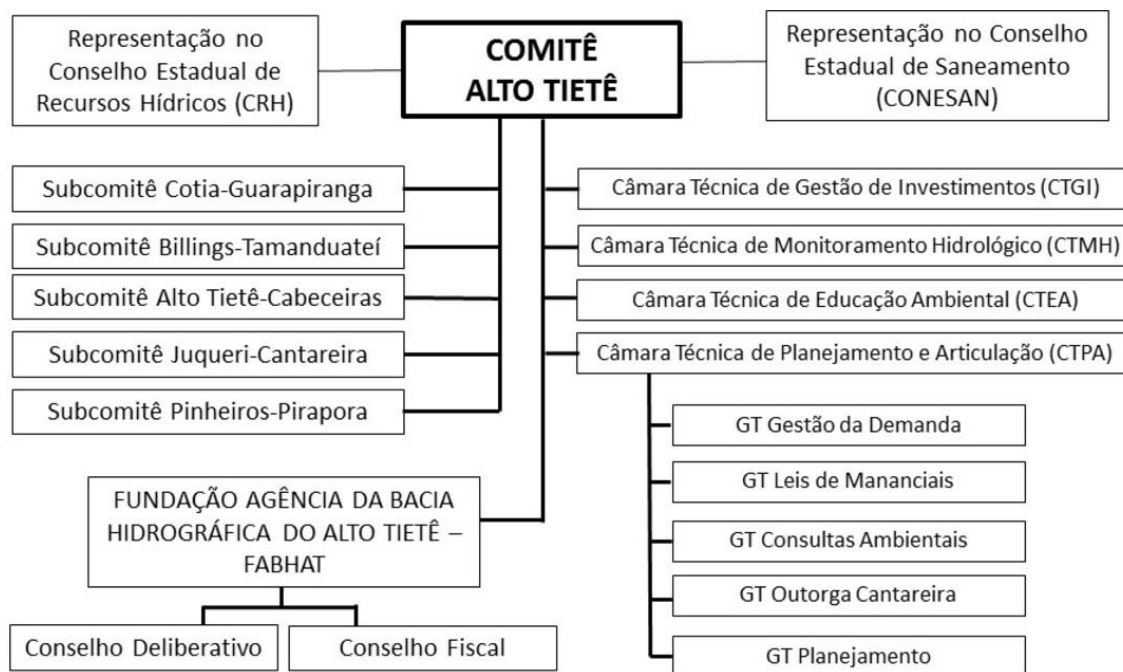 Representação no
Conselho Estadual de
Recursos Hídricos (CRH)
COMITÊ
ALTO TIETÊ
Representação no Conselho
Estadual de Saneamento
(CONESAN)
Subcomitê Cotia-Guarapiranga
Subcomitê Billings-Tamanduateí
Subcomitê Alto Tietê-Cabeceiras
Subcomitê Juqueri-Cantareira
Subcomitê Pinheiros-Pirapora
Câmara Técnica de Gestão de Investimentos (CTGI)
Câmara Técnica de Monitoramento Hidrológico (CTMH)
Câmara Técnica de Educação Ambiental (CTEA)
Câmara Técnica de Planejamento e Articulação (CTPA)
GT Gestão da Demanda
GT Leis de Mananciais
GT Consultas Ambientais
GT Outorga Cantareira
GT Planejamento
FUNDAÇÃO AGÊNCIA DA BACIA
HIDROGRÁFICA DO ALTO TIETÊ –
FABHAT
Conselho Deliberativo
Conselho Fiscal